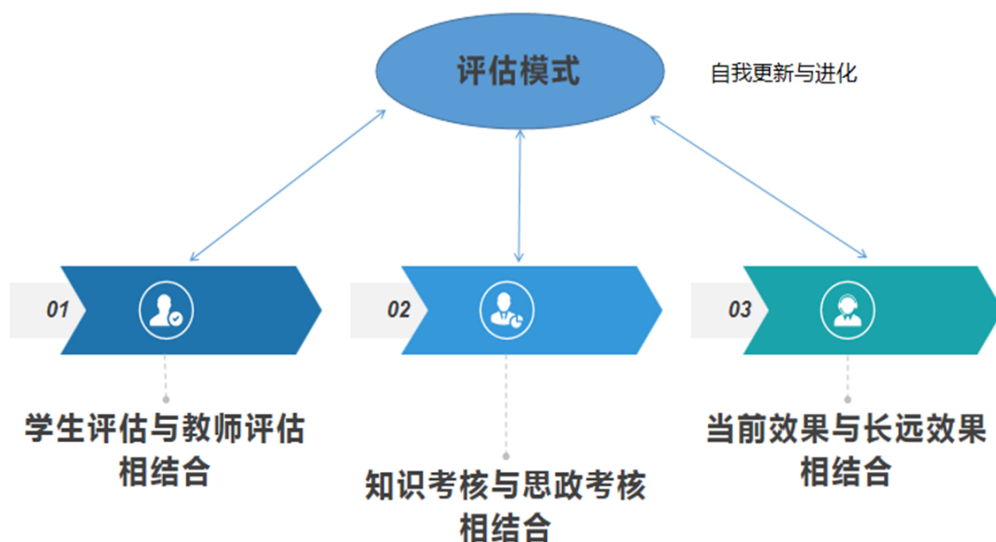 评估模式
自我更新与进化
01
02
03
学生评估与教师评估
相结合
知识考核与思政考核
相结合
当前效果与长远效果
相结合